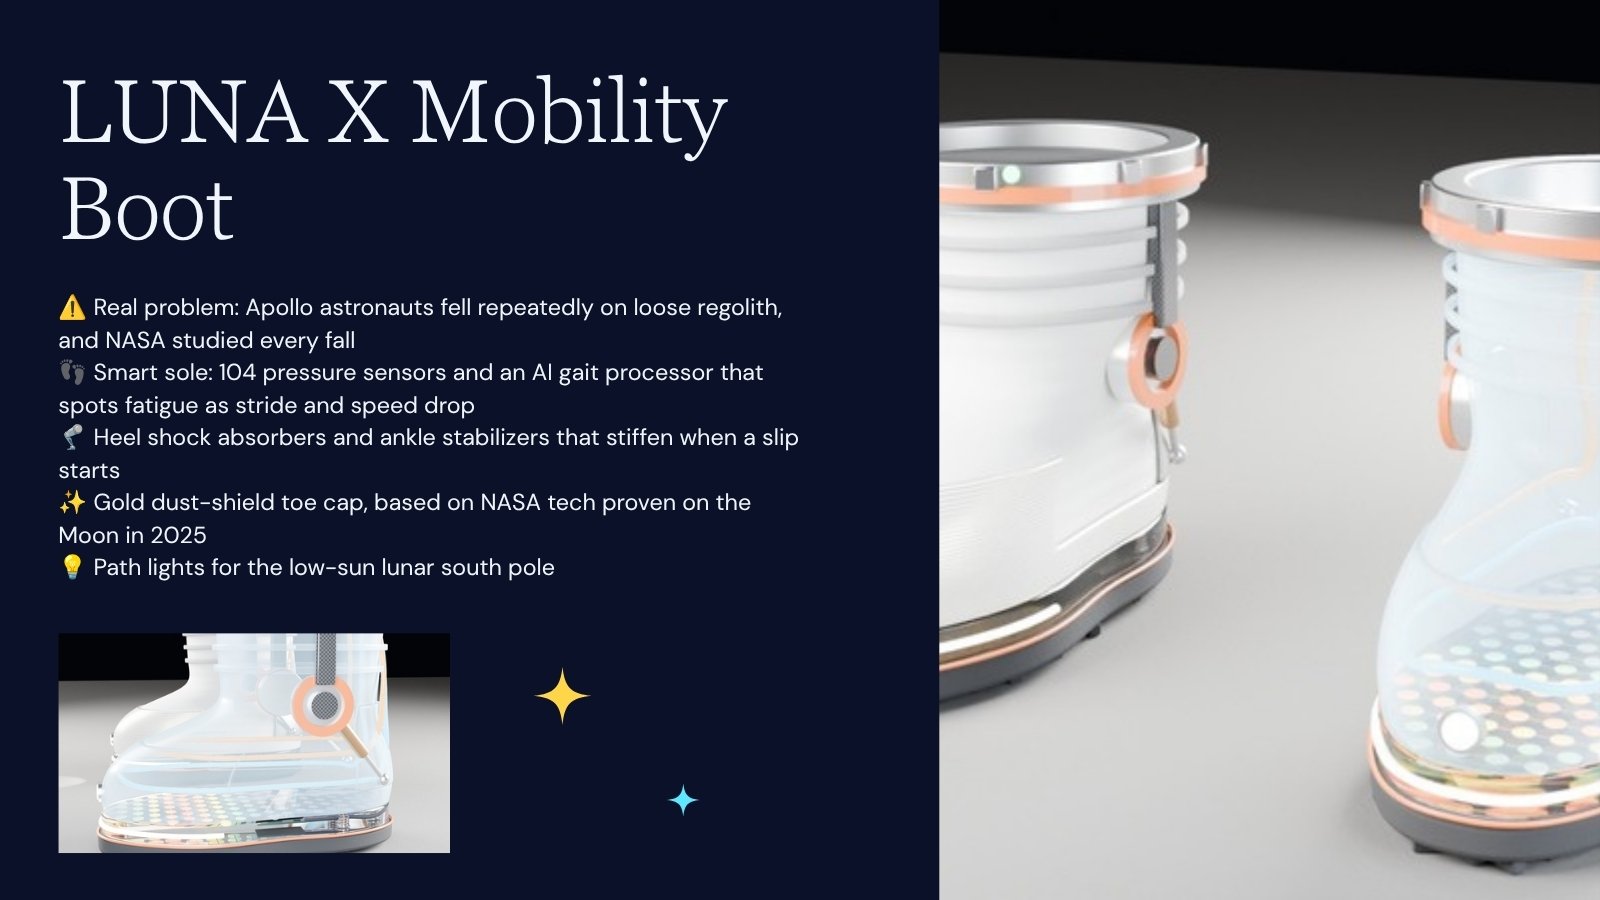 LUNA X Mobility
Boot
⚠️ Real problem: Apollo astronauts fell repeatedly on loose regolith,
and NASA studied every fall
👣 Smart sole: 104 pressure sensors and an AI gait processor that
spots fatigue as stride and speed drop
🦿 Heel shock absorbers and ankle stabilizers that stiffen when a slip
starts
✨ Gold dust-shield toe cap, based on NASA tech proven on the
Moon in 2025
💡 Path lights for the low-sun lunar south pole